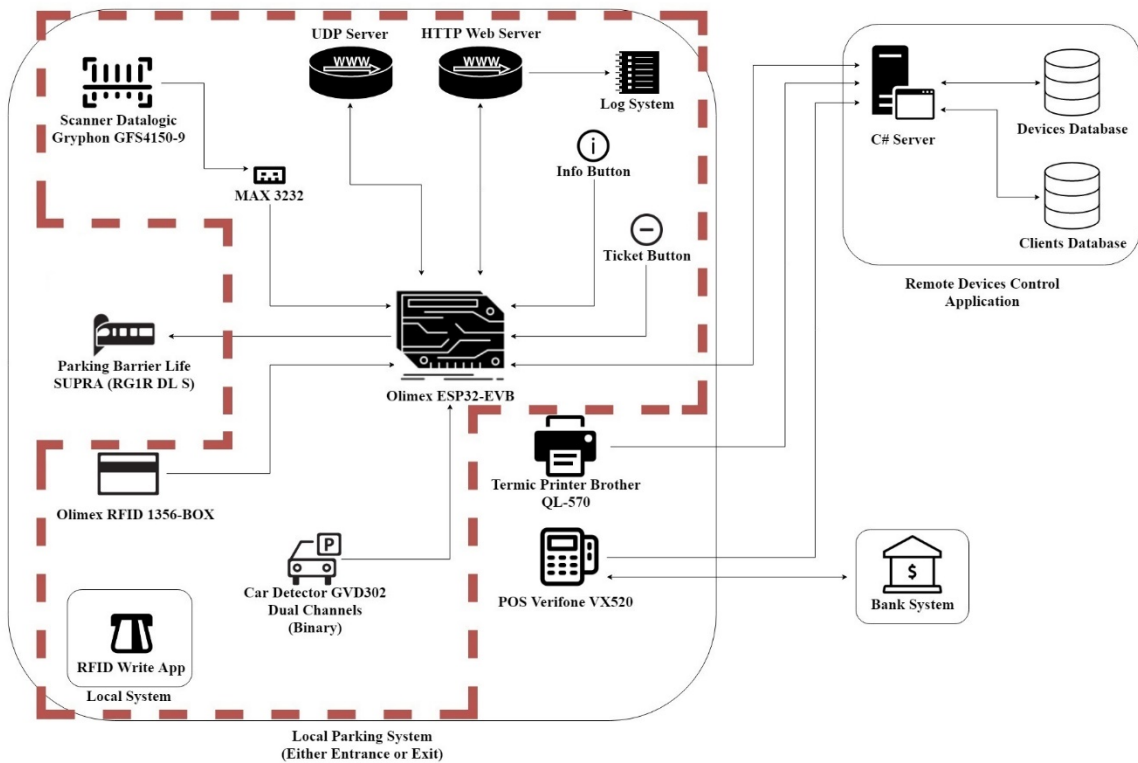 UDP Server
HTTP Web Server
WWW
WWW
Scanner Datalogic
Gryphon GFS4150-9
Log System
MAX 3232
i
Info Button
Ticket Button
C# Server
Devices Database
Clients Database
Remote Devices Control
Application
Parking Barrier Life
SUPRA (RG1R DL S)
Olimex ESP32-EVB
Olimex RFID 1356-BOX
Termic Printer Brother
QL-570
P
Car Detector GVD302
Dual Channels
(Binary)
POS Verifone VX520
$
Bank System
RFID Write App
Local System
Local Parking System
(Either Entrance or Exit)